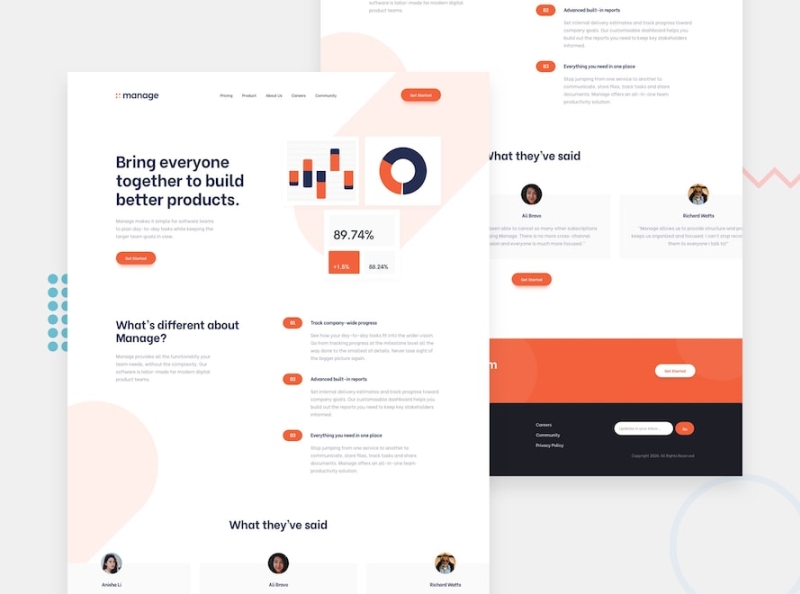 manage
Pricing Product About Us Careers Community
Get Started
Bring everyone
together to build
better products.
Manage makes it simple for software teams
to plan day-to-day tasks while keeping the
larger team goals in view.
Get Started
89.74%
+1.8%
88.24%
What's different about
Manage?
Manage provides all the functionality your
team needs, without the complexity. Our
software is tailor-made for modern digital
product teams.
01 Track company-wide progress
See how your day-to-day tasks fit into the wider vision.
Go from tracking progress at the milestone level all the
way done to the smallest of details. Never lose sight of
the bigger picture again.
02 Advanced built-in reports
Set internal delivery estimates and track progress toward
company goals. Our customisable dashboard helps you
build out the reports you need to keep key stakeholders
informed.
03 Everything you need in one place
Stop jumping from one service to another to
communicate, store files, track tasks and share
documents. Manage offers an all-in-one team
productivity solution.
What they've said
Anisha Li
Ali Bravo
Richard Watts
software is tailor-made for modern digital
product teams.
02 Advanced built-in reports
Set internal delivery estimates and track progress toward
company goals. Our customisable dashboard helps you
build out the reports you need to keep key stakeholders
informed.
03 Everything you need in one place
Stop jumping from one service to another to
communicate, store files, track tasks and share
documents. Manage offers an all-in-one team
productivity solution.
What they've said
Ali Bravo
been able to cancel so many other subscriptions
using Manage. There is no more cross-channel
and everyone is much more focused."
Richard Watts
"Manage allows us to provide structure and
keeps us organized and focused. I can't stop
them to everyone I talk to"
Get Started
m
Get Started
Careers
Community
Privacy Policy
Updates in your inbox
Go
Copyright 2020. All Rights Reserved